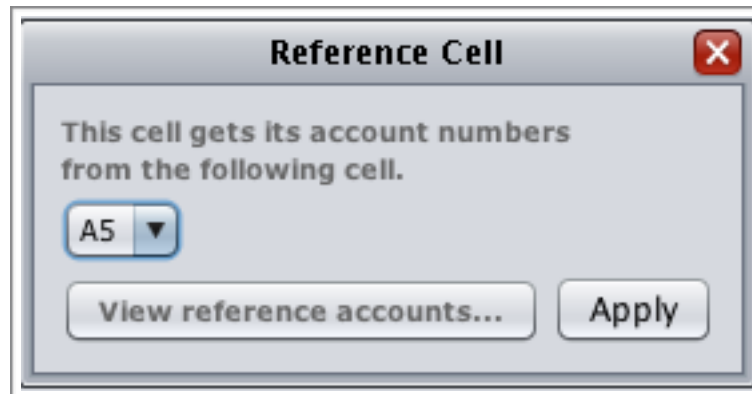 Reference Cell
This cell gets its account numbers
from the following cell.
A5
View reference accounts...
Apply